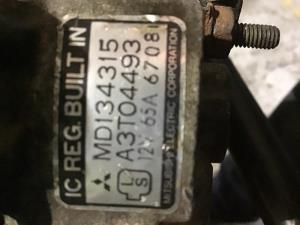 IC REG. BUILT IN
MD134315
A3T04493
12V 65A 6708
L
S
MITSUBISHI ELECTRIC CORPORATION